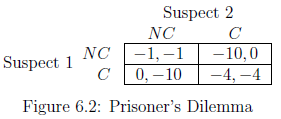 Suspect 2
NC C
NC −1, −1 −10, 0
Suspect 1
C 0, −10 −4, −4
Figure 6.2: Prisoner's Dilemma